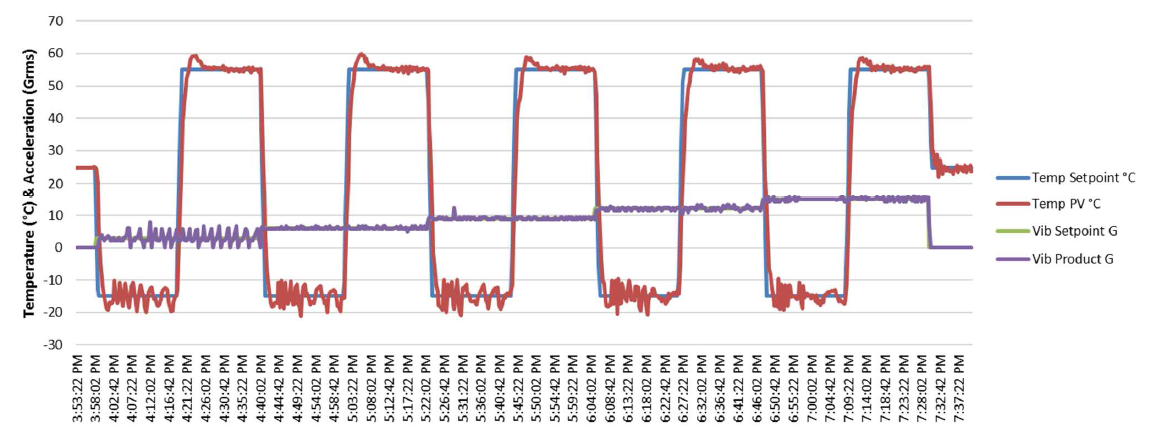 70
60
50
40
30
20
10
0
-10
-20
-30
Temperature (°C) & Acceleration (Grms)
3:53:22 PM
3:58:02 PM
4:02:42 PM
4:07:22 PM
4:12:02 PM
4:16:42 PM
4:21:22 PM
4:26:02 PM
4:30:42 PM
4:35:22 PM
4:40:02 PM
4:44:42 PM
4:49:22 PM
4:54:02 PM
4:58:42 PM
5:03:22 PM
5:08:02 PM
5:12:42 PM
5:17:22 PM
5:22:02 PM
5:26:42 PM
5:31:22 PM
5:36:02 PM
5:40:42 PM
5:45:22 PM
5:50:02 PM
5:54:42 PM
5:59:22 PM
6:04:02 PM
6:08:42 PM
6:13:22 PM
6:18:02 PM
6:22:42 PM
6:27:22 PM
6:32:02 PM
6:36:42 PM
6:41:22 PM
6:46:02 PM
6:50:42 PM
6:55:22 PM
7:00:02 PM
7:04:42 PM
7:09:22 PM
7:14:02 PM
7:18:42 PM
7:23:22 PM
7:28:02 PM
7:32:42 PM
7:37:22 PM
Temp Setpoint °C
Temp PV °C
Vib Setpoint G
Vib Product G